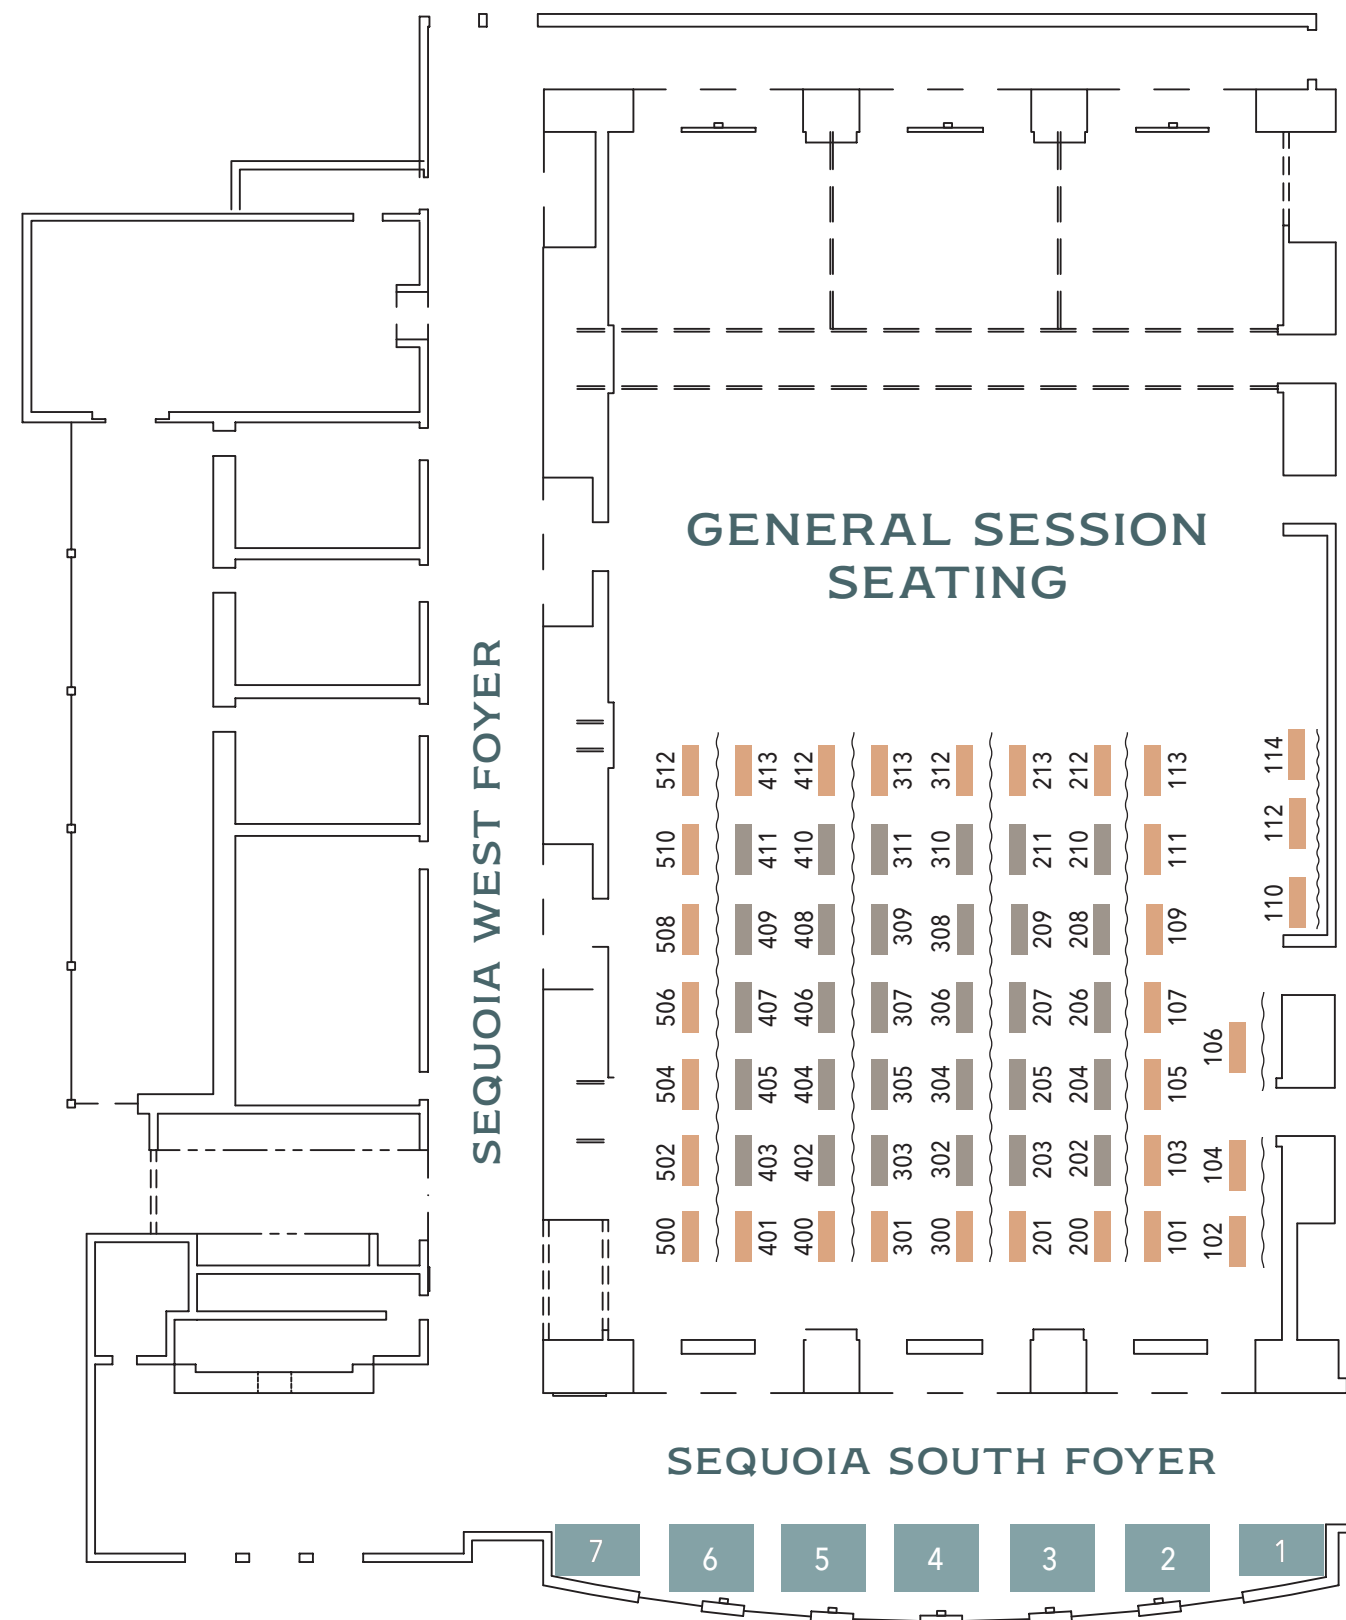 GENERAL SESSION
SEATING
SEQUOIA WEST FOYER
512 413 412 313 312 213 212 113 114
510 411 410 311 310 211 210 111 112
508 409 408 309 308 209 208 109 110
506 407 406 307 306 207 206 107 106
504 405 404 305 304 205 204 105
502 403 402 303 302 203 202 103 104
500 401 400 301 300 201 200 101 102
SEQUOIA SOUTH FOYER
7 6 5 4 3 2 1